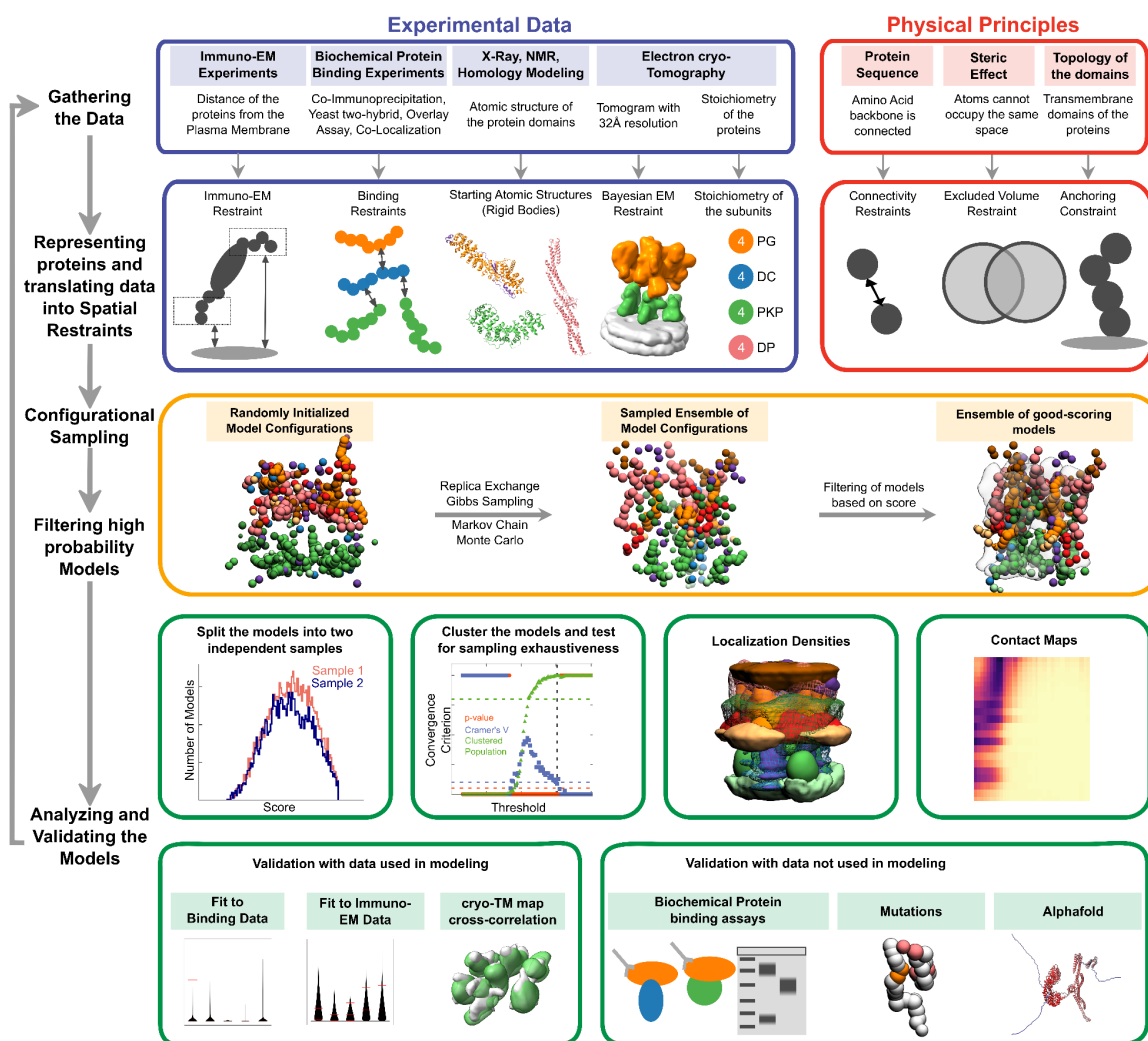 Experimental Data
Physical Principles
Gathering
the Data
Immuno-EM
Experiments
Distance of the
proteins from the
Plasma Membrane
Biochemical Protein
Binding Experiments
Co-Immunoprecipitation,
Yeast two-hybrid, Overlay
Assay, Co-Localization
X-Ray, NMR,
Homology Modeling
Atomic structure of
the protein domains
Electron cryo-
Tomography
Tomogram with
32Å resolution
Stoichiometry
of the
proteins
Protein
Sequence
Amino Acid
backbone is
connected
Steric
Effect
Atoms cannot
occupy the same
space
Topology of
the domains
Transmembrane
domains of the
proteins
Representing
proteins and
translating data
into Spatial
Restraints
Immuno-EM
Restraint
Binding
Restraints
Starting Atomic Structures
(Rigid Bodies)
Bayesian EM
Restraint
Stoichiometry of
the subunits
4 PG
4 DC
4 PKP
4 DP
Connectivity
Restraints
Excluded Volume
Restraint
Anchoring
Constraint
Configurational
Sampling
Filtering high
probability
Models
Randomly Initialized
Model Configurations
Replica Exchange
Gibbs Sampling
Markov Chain
Monte Carlo
Sampled Ensemble of
Model Configurations
Filtering of models
based on score
Ensemble of good-scoring
models
Analyzing and
Validating the
Models
Split the models into two
independent samples
Sample 1
Sample 2
Number of Models
Score
Cluster the models and test
for sampling exhaustiveness
p-value
Cramer's V
Clustered
Population
Convergence
Criterion
Threshold
Localization Densities
Contact Maps
Validation with data used in modeling
Fit to
Binding Data
Fit to Immuno-
EM Data
cryo-TM map
cross-correlation
Validation with data not used in modeling
Biochemical Protein
binding assays
Mutations
Alphafold